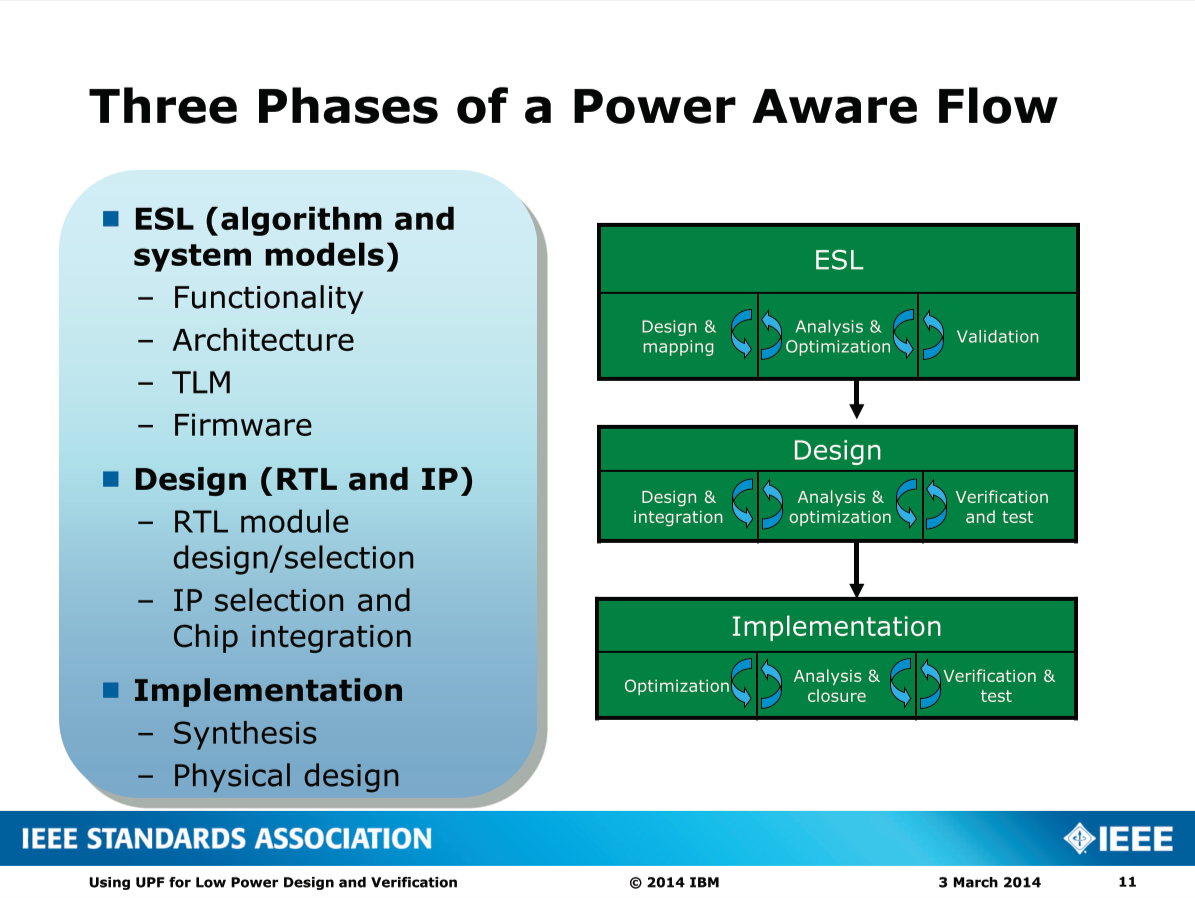 Three Phases of a Power Aware Flow
■ ESL (algorithm and
system models)
– Functionality
– Architecture
– TLM
– Firmware
■ Design (RTL and IP)
– RTL module
design/selection
– IP selection and
Chip integration
■ Implementation
– Synthesis
– Physical design
ESL
Design &
mapping
Analysis &
Optimization
Validation
Design
Design &
integration
Analysis &
optimization
Verification
and test
Implementation
Optimization
Analysis &
closure
Verification &
test
IEEE STANDARDS ASSOCIATION
IEEE
Using UPF for Low Power Design and Verification
© 2014 IBM
3 March 2014
11